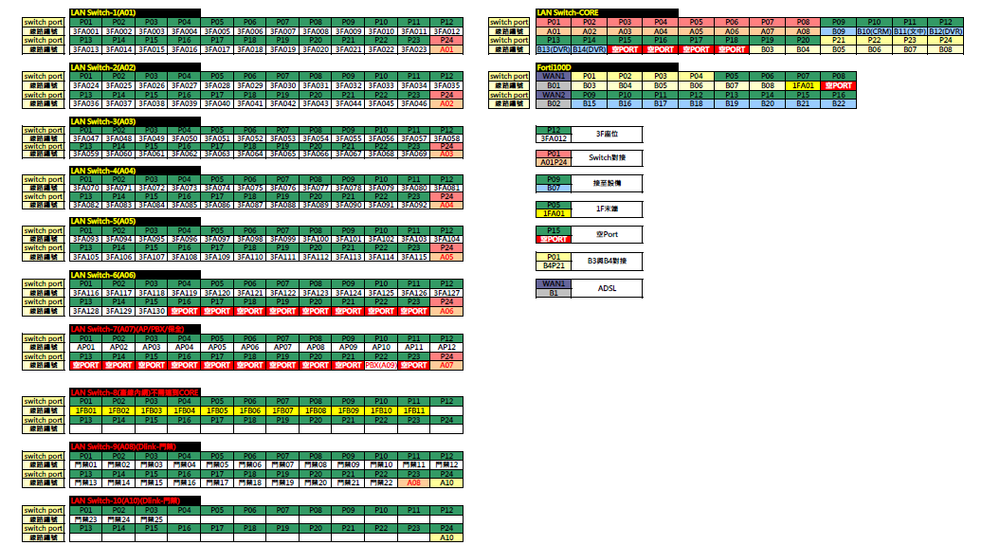 LAN Switch-1(A01)
switch port P01 P02 P03 P04 P05 P06 P07 P08 P09 P10 P11 P12
線路編號 3FA001 3FA002 3FA003 3FA004 3FA005 3FA006 3FA007 3FA008 3FA009 3FA010 3FA011 3FA012
switch port P13 P14 P15 P16 P17 P18 P19 P20 P21 P22 P23 P24
線路編號 3FA013 3FA014 3FA015 3FA016 3FA017 3FA018 3FA019 3FA020 3FA021 3FA022 3FA023 A01
LAN Switch-2(A02)
switch port P01 P02 P03 P04 P05 P06 P07 P08 P09 P10 P11 P12
線路編號 3FA024 3FA025 3FA026 3FA027 3FA028 3FA029 3FA030 3FA031 3FA032 3FA033 3FA034 3FA035
switch port P13 P14 P15 P16 P17 P18 P19 P20 P21 P22 P23 P24
線路編號 3FA036 3FA037 3FA038 3FA039 3FA040 3FA041 3FA042 3FA043 3FA044 3FA045 3FA046 A02
LAN Switch-3(A03)
switch port P01 P02 P03 P04 P05 P06 P07 P08 P09 P10 P11 P12
線路編號 3FA047 3FA048 3FA049 3FA050 3FA051 3FA052 3FA053 3FA054 3FA055 3FA056 3FA057 3FA058
switch port P13 P14 P15 P16 P17 P18 P19 P20 P21 P22 P23 P24
線路編號 3FA059 3FA060 3FA061 3FA062 3FA063 3FA064 3FA065 3FA066 3FA067 3FA068 3FA069 A03
LAN Switch-4(A04)
switch port P01 P02 P03 P04 P05 P06 P07 P08 P09 P10 P11 P12
線路編號 3FA070 3FA071 3FA072 3FA073 3FA074 3FA075 3FA076 3FA077 3FA078 3FA079 3FA080 3FA081
switch port P13 P14 P15 P16 P17 P18 P19 P20 P21 P22 P23 P24
線路編號 3FA082 3FA083 3FA084 3FA085 3FA086 3FA087 3FA088 3FA089 3FA090 3FA091 3FA092 A04
LAN Switch-5(A05)
switch port P01 P02 P03 P04 P05 P06 P07 P08 P09 P10 P11 P12
線路編號 3FA093 3FA094 3FA095 3FA096 3FA097 3FA098 3FA099 3FA100 3FA101 3FA102 3FA103 3FA104
switch port P13 P14 P15 P16 P17 P18 P19 P20 P21 P22 P23 P24
線路編號 3FA105 3FA106 3FA107 3FA108 3FA109 3FA110 3FA111 3FA112 3FA113 3FA114 3FA115 A05
LAN Switch-6(A06)
switch port P01 P02 P03 P04 P05 P06 P07 P08 P09 P10 P11 P12
線路編號 3FA116 3FA117 3FA118 3FA119 3FA120 3FA121 3FA122 3FA123 3FA124 3FA125 3FA126 3FA127
switch port P13 P14 P15 P16 P17 P18 P19 P20 P21 P22 P23 P24
線路編號 3FA128 3FA129 3FA130 空PORT 空PORT 空PORT 空PORT 空PORT 空PORT 空PORT 空PORT A06
LAN Switch-7(A07)(AP/PBX/保全)
switch port P01 P02 P03 P04 P05 P06 P07 P08 P09 P10 P11 P12
線路編號 AP01 AP02 AP03 AP04 AP05 AP06 AP07 AP08 AP09 AP10 AP11 AP12
switch port P13 P14 P15 P16 P17 P18 P19 P20 P21 P22 P23 P24
線路編號 空PORT 空PORT 空PORT 空PORT 空PORT 空PORT 空PORT 空PORT 空PORT PBX(A09) 空PORT A07
LAN Switch-8 CORE
switch port P01 P02 P03 P04 P05 P06 P07 P08 P09 P10 P11 P12
線路編號 1FB01 1FB02 1FB03 1FB04 1FB05 1FB06 1FB07 1FB08 1FB09 1FB10 1FB11
switch port P13 P14 P15 P16 P17 P18 P19 P20 P21 P22 P23 P24
線路編號
LAN Switch-9(A08)(Dlink-門禁)
switch port P01 P02 P03 P04 P05 P06 P07 P08 P09 P10 P11 P12
線路編號 門禁01 門禁02 門禁03 門禁04 門禁05 門禁06 門禁07 門禁08 門禁09 門禁10 門禁11 門禁12
switch port P13 P14 P15 P16 P17 P18 P19 P20 P21 P22 P23 P24
線路編號 門禁13 門禁14 門禁15 門禁16 門禁17 門禁18 門禁19 門禁20 門禁21 門禁22 A08 A10
LAN Switch-10(A10)(Dlink-門禁)
switch port P01 P02 P03 P04 P05 P06 P07 P08 P09 P10 P11 P12
線路編號 門禁23 門禁24 門禁25
switch port P13 P14 P15 P16 P17 P18 P19 P20 P21 P22 P23 P24
線路編號 A10
LAN Switch-CORE
switch port P01 P02 P03 P04 P05 P06 P07 P08 P09 P10 P11 P12
線路編號 A01 A02 A03 A04 A05 A06 A07 A08 B09 B10(CRM) B11(文中) B12(DVR)
switch port P13 P14 P15 P16 P17 P18 P19 P20 P21 P22 P23 P24
線路編號 B13(DVR) B14(DVR) 空PORT 空PORT 空PORT 空PORT B03 B04 B05 B06 B07 B08
Forti100D
switch port WAN1 P01 P02 P03 P04 P05 P06 P07 P08
線路編號 B01 B03 B04 B05 B06 B07 B08 1FA01 空PORT
switch port WAN2 P09 P10 P11 P12 P13 P14 P15 P16
線路編號 B02 B15 B16 B17 B18 B19 B20 B21 B22
P12 3F座位
3FA012
P01 Switch對接
A01P24
P09 接至設備
B07
P05 1F末端
1FA01
P15 空Port
空PORT
P01 B3與B4對接
B4P21
WAN1 ADSL
B1